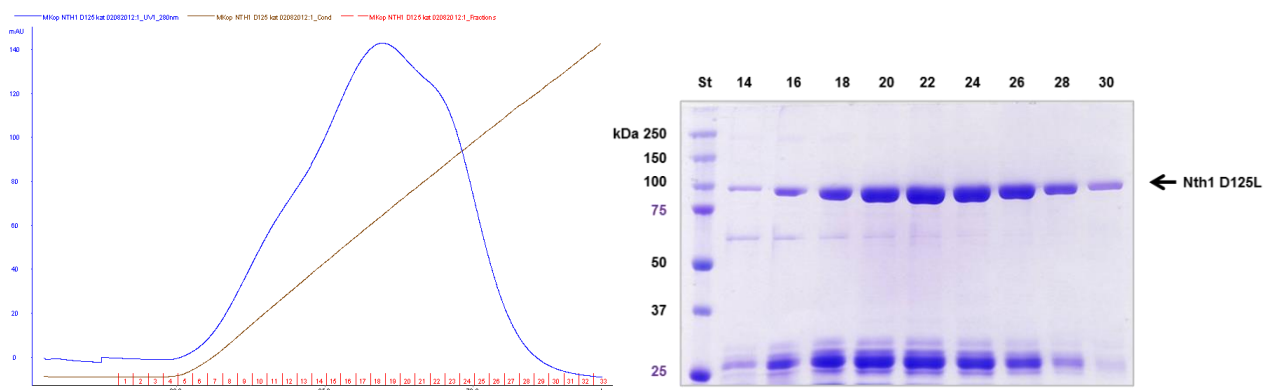 MKop NTH1 D125 kat 02082012:1_UV1_280nm MKop NTH1 D125 kat 02082012:1_Cond MKop NTH1 D125 kat 02082012:1_Fractions
mAU
140
120
100
80
60
40
20
0
1 2 3 4 5 6 7 8 9 10 11 12 13 14 15 16 17 18 19 20 21 22 23 24 25 26 27 28 29 30 31 32 33
St 14 16 18 20 22 24 26 28 30
kDa 250
150
100
75
50
37
25
Nth1 D125L